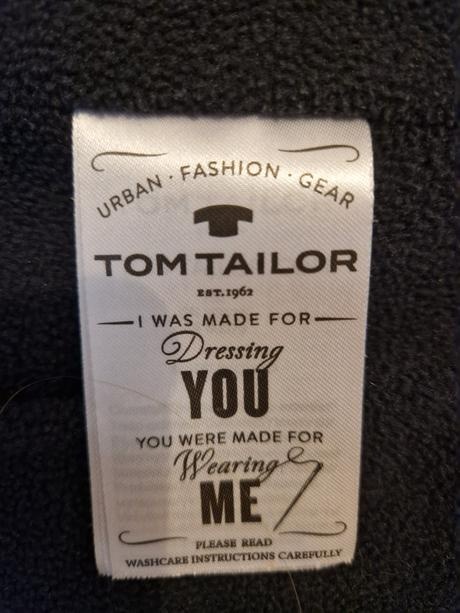 URBAN · FASHION · GEAR
TOM TAILOR
EST.1962
I WAS MADE FOR
Dressing
YOU
YOU WERE MADE FOR
Wearing
ME
PLEASE READ
WASHCARE INSTRUCTIONS CAREFULLY